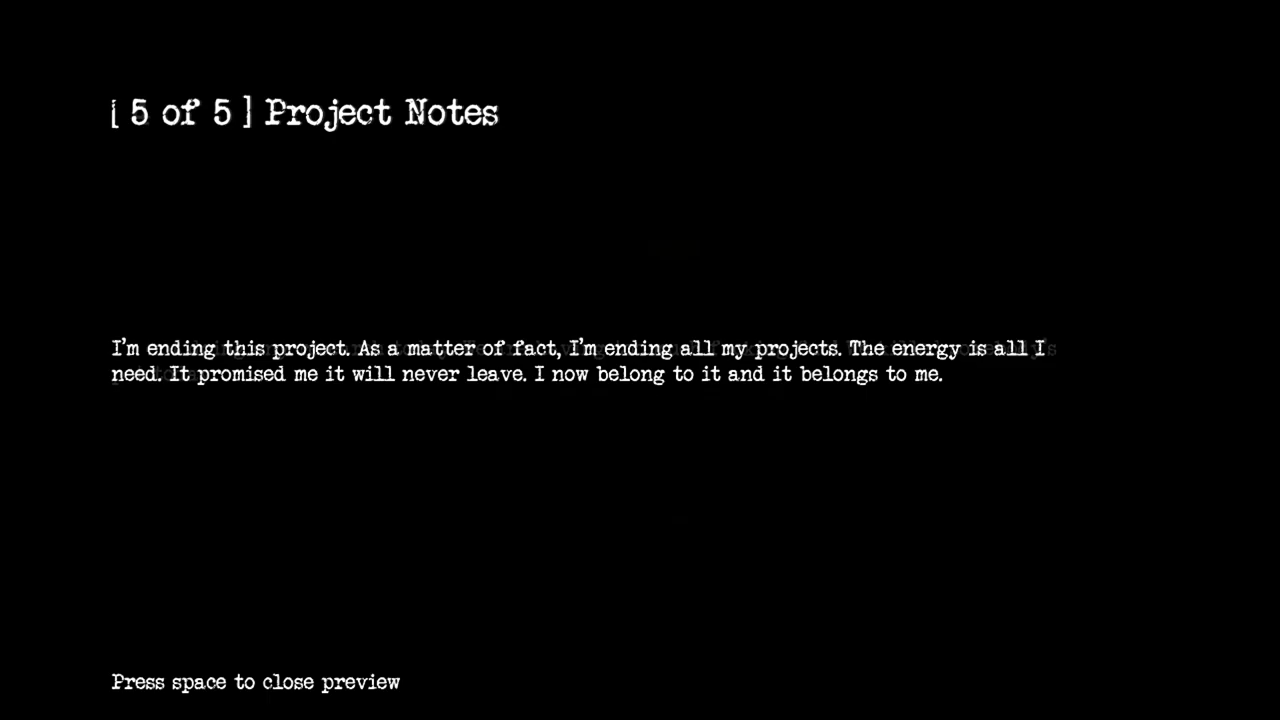 [ 5 of 5 ] Project Notes
I'm ending this project. As a matter of fact, I'm ending all my projects. The energy is all I
need. It promised me it will never leave. I now belong to it and it belongs to me.
Press space to close preview